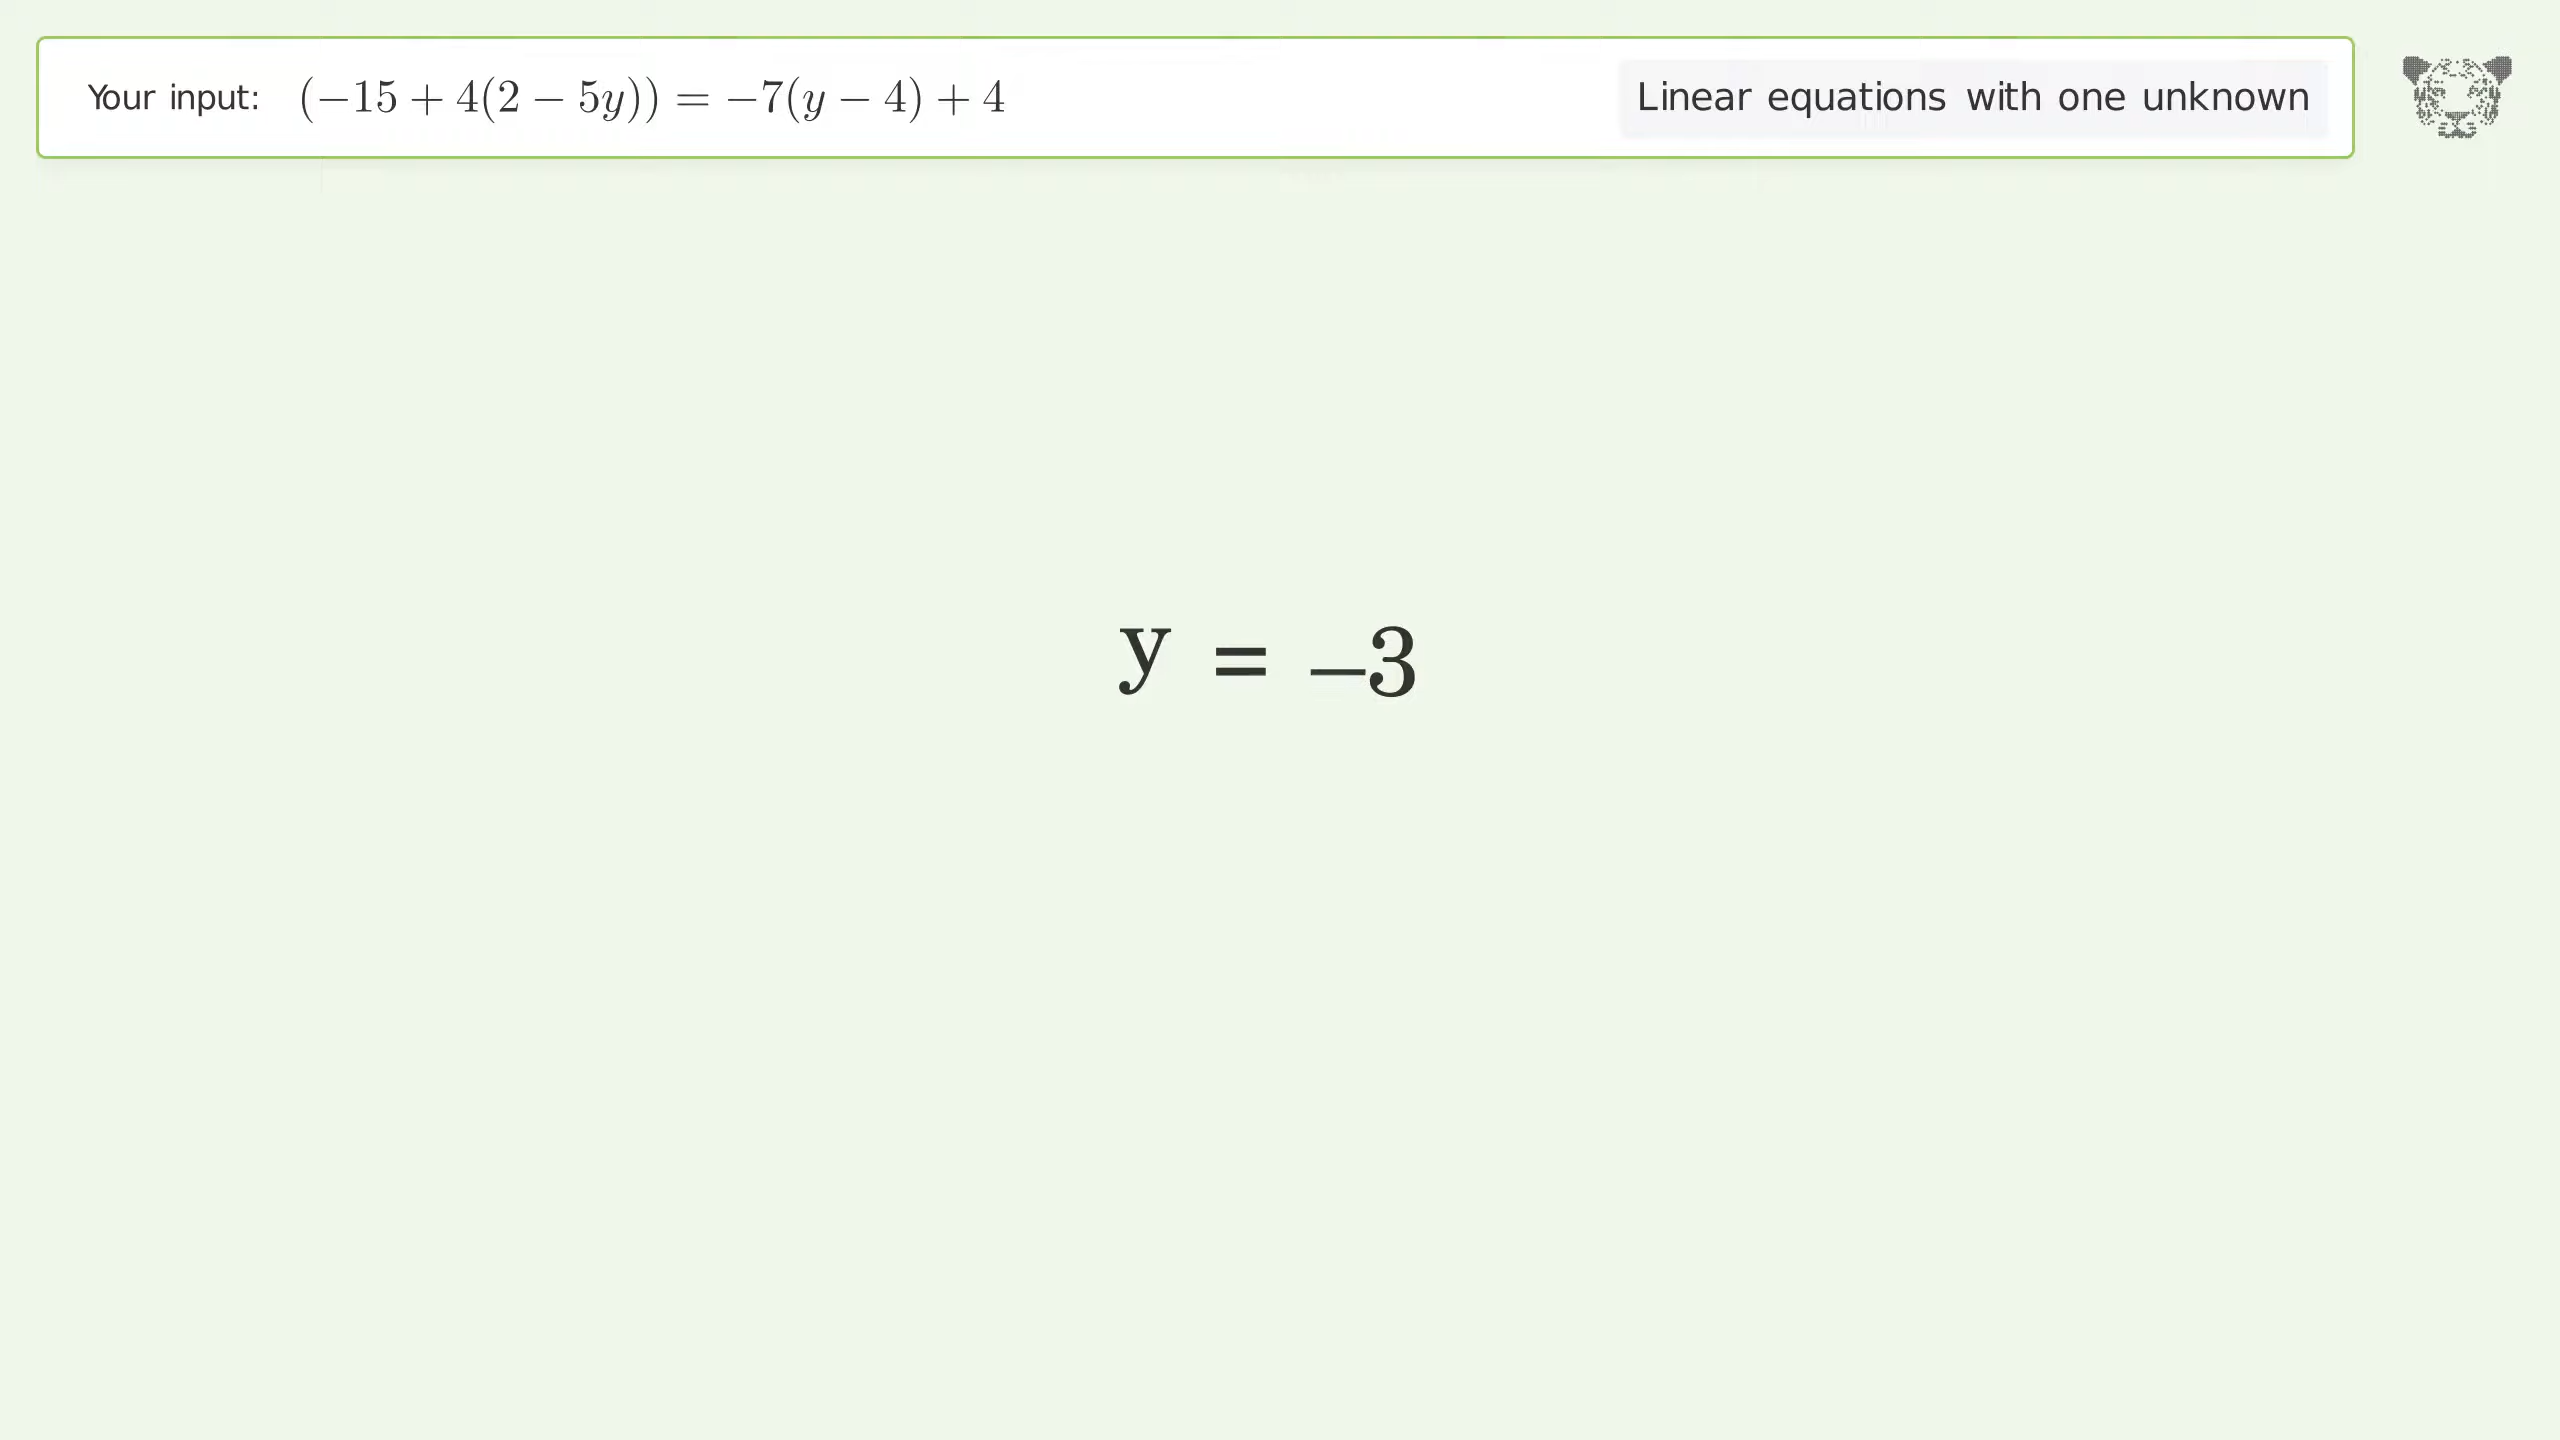 Your input: (−15 + 4(2 − 5y)) = −7(y − 4) + 4
Linear equations with one unknown
y = −3